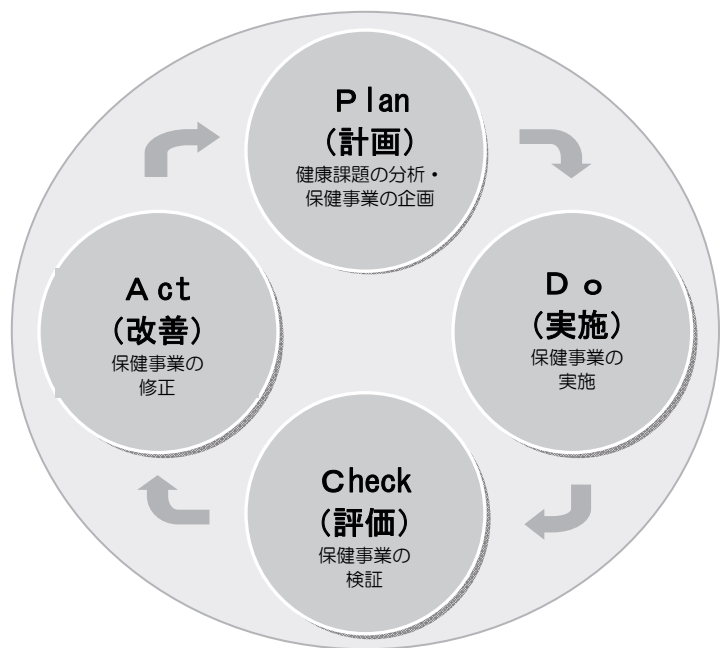 Plan
(計画)
健康課題の分析・
保健事業の企画
Do
(実施)
保健事業の
実施
Check
(評価)
保健事業の
検証
Act
(改善)
保健事業の
修正